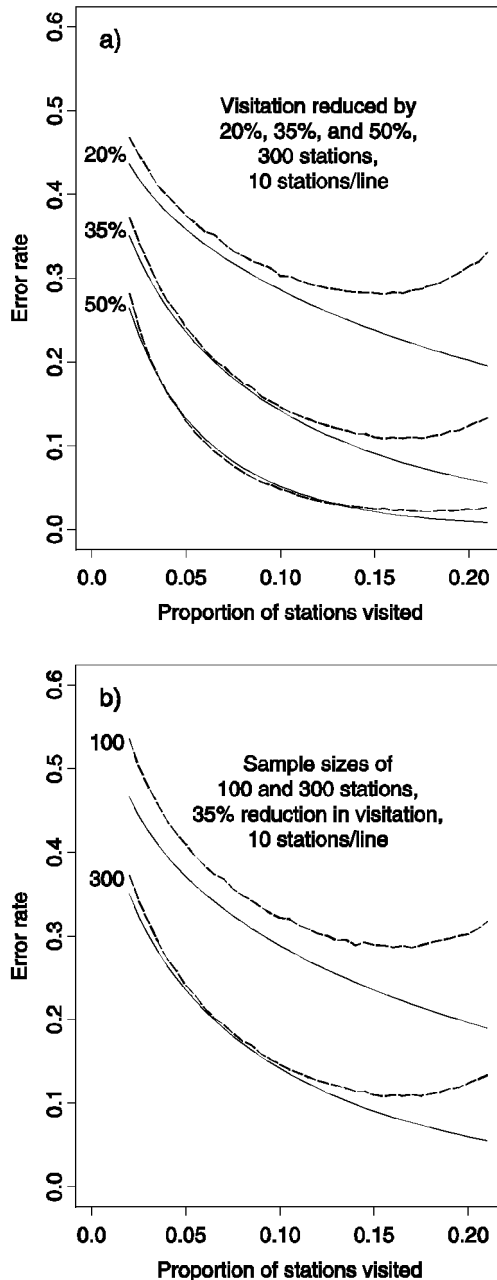 a)
Visitation reduced by
20%, 35%, and 50%,
300 stations,
10 stations/line
20%
35%
50%
Error rate
0.6
0.5
0.4
0.3
0.2
0.1
0.0
0.0
0.05
0.10
0.15
0.20
Proportion of stations visited
b)
Sample sizes of
100 and 300 stations,
35% reduction in visitation,
10 stations/line
100
300
Error rate
0.6
0.5
0.4
0.3
0.2
0.1
0.0
0.0
0.05
0.10
0.15
0.20
Proportion of stations visited